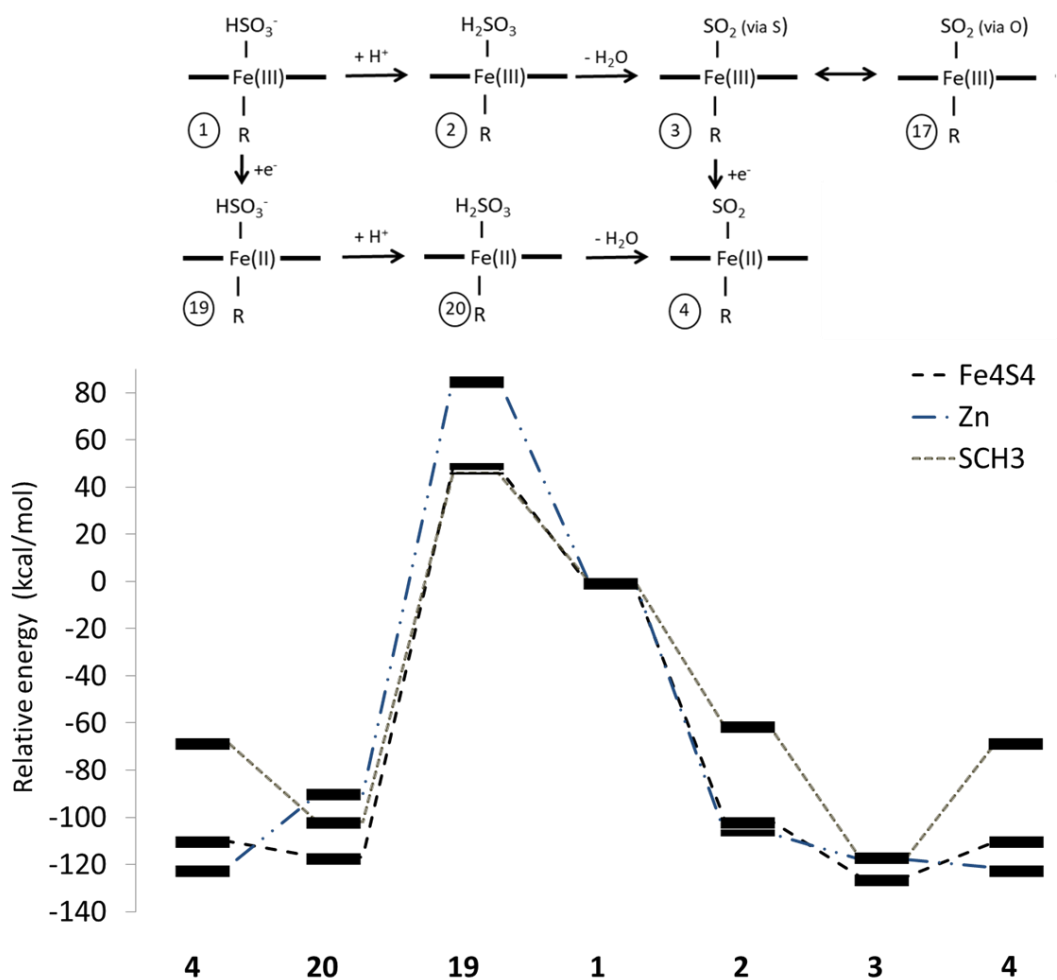 HSO₃⁻ H₂SO₃ SO₂ (via S) SO₂ (via O)
+ H⁺ - H₂O
Fe(III) Fe(III) Fe(III) Fe(III)
R R R R
1 2 3 17
+e⁻ +e⁻
HSO₃⁻ H₂SO₃ SO₂
+ H⁺ - H₂O
Fe(II) Fe(II) Fe(II)
19 R 20 R 4 R
Relative energy (kcal/mol)
80
60
40
20
0
-20
-40
-60
-80
-100
-120
-140
Fe4S4
Zn
SCH3
4 20 19 1 2 3 4